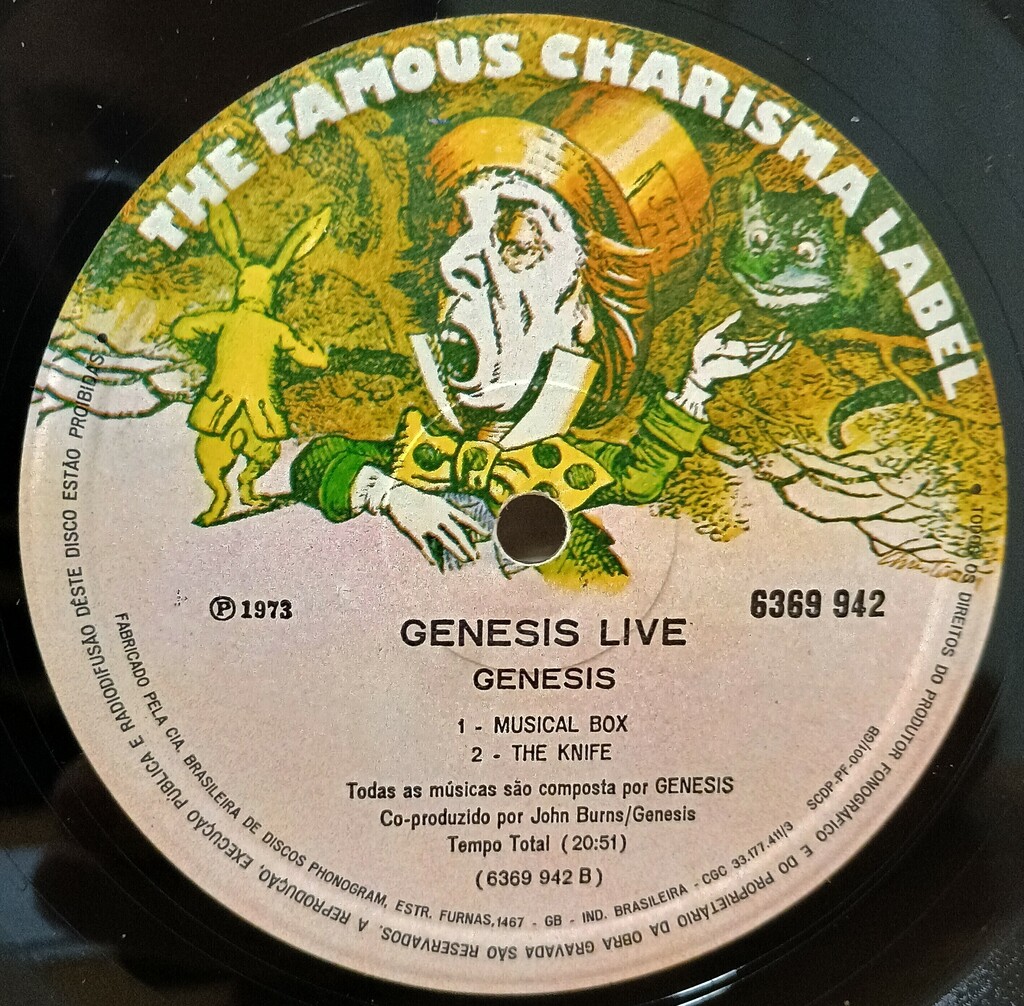 THE FAMOUS CHARISMA LABEL
℗ 1973
6369 942
GENESIS LIVE
GENESIS
1 - MUSICAL BOX
2 - THE KNIFE
Todas as músicas são composta por GENESIS
Co-produzido por John Burns/Genesis
Tempo Total (20:51)
(6369 942 B)
FABRICADO PELA CIA. BRASILEIRA DE DISCOS PHONOGRAM, ESTR. FURNAS, 1467 - GB - IND. BRASILEIRA - CGC 33.177.411/3 SCDP-PF-001/GB
• TODOS OS DIREITOS DO PRODUTOR FONOGRÁFICO E DO PROPRIETÁRIO DA OBRA GRAVADA SÃO RESERVADOS. A REPRODUÇÃO, EXECUÇÃO PÚBLICA E RADIODIFUSÃO DÊSTE DISCO ESTÃO PROIBIDAS •